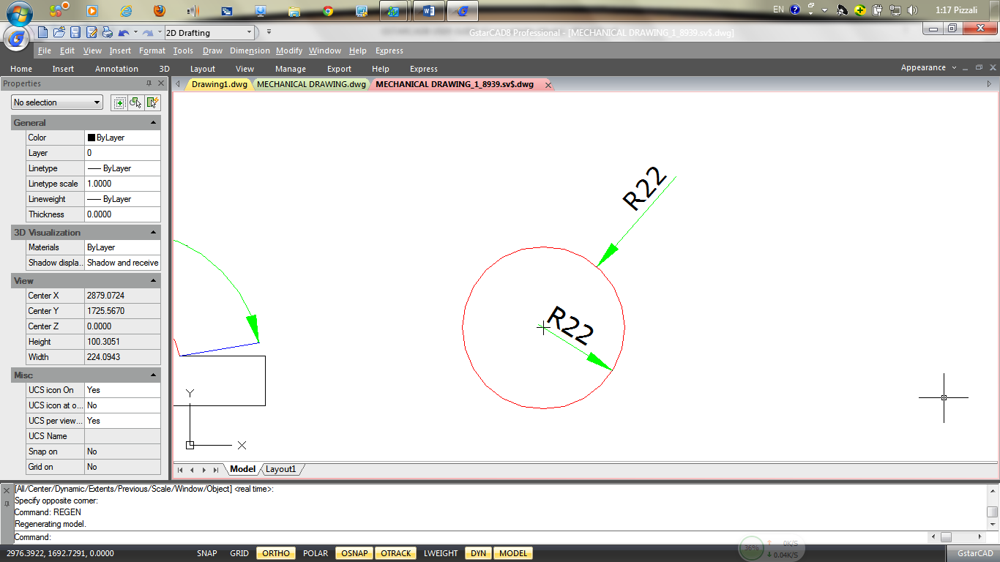 EN 1:17 Pizzali
2D Drafting GstarCAD8 Professional - [MECHANICAL DRAWING_1_8939.sv$.dwg]
File Edit View Insert Format Tools Draw Dimension Modify Window Help Express
Home Insert Annotation 3D Layout View Manage Export Help Express Appearance
Properties Drawing1.dwg MECHANICAL DRAWING.dwg MECHANICAL DRAWING_1_8939.sv$.dwg
No selection
General
Color ByLayer
Layer 0
Linetype ByLayer
Linetype scale 1.0000
Lineweight ByLayer
Thickness 0.0000
3D Visualization
Materials ByLayer
Shadow displa.. Shadow and receive
View
Center X 2879.0724
Center Y 1725.5670
Center Z 0.0000
Height 100.3051
Width 224.0943
Misc
UCS icon On Yes
UCS icon at o... No
UCS per view... Yes
UCS Name
Snap on No
Grid on No
R22
R22
Y
X
Model Layout1
[All/Center/Dynamic/Extents/Previous/Scale/Window/Object] <real time>:
Specify opposite corner:
Command: REGEN
Regenerating model.
Command:
2976.3922, 1692.7291, 0.0000 SNAP GRID ORTHO POLAR OSNAP OTRACK LWEIGHT DYN MODEL 36% 0K/S
0.04K/S
GstarCAD